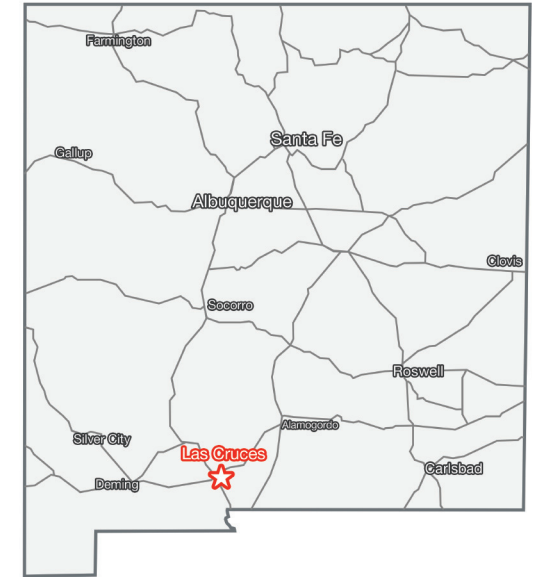 Farmington
Santa Fe
Gallup
Albuquerque
Clovis
Socorro
Roswell
Alamogordo
Silver City
Las Cruces
Carlsbad
Deming